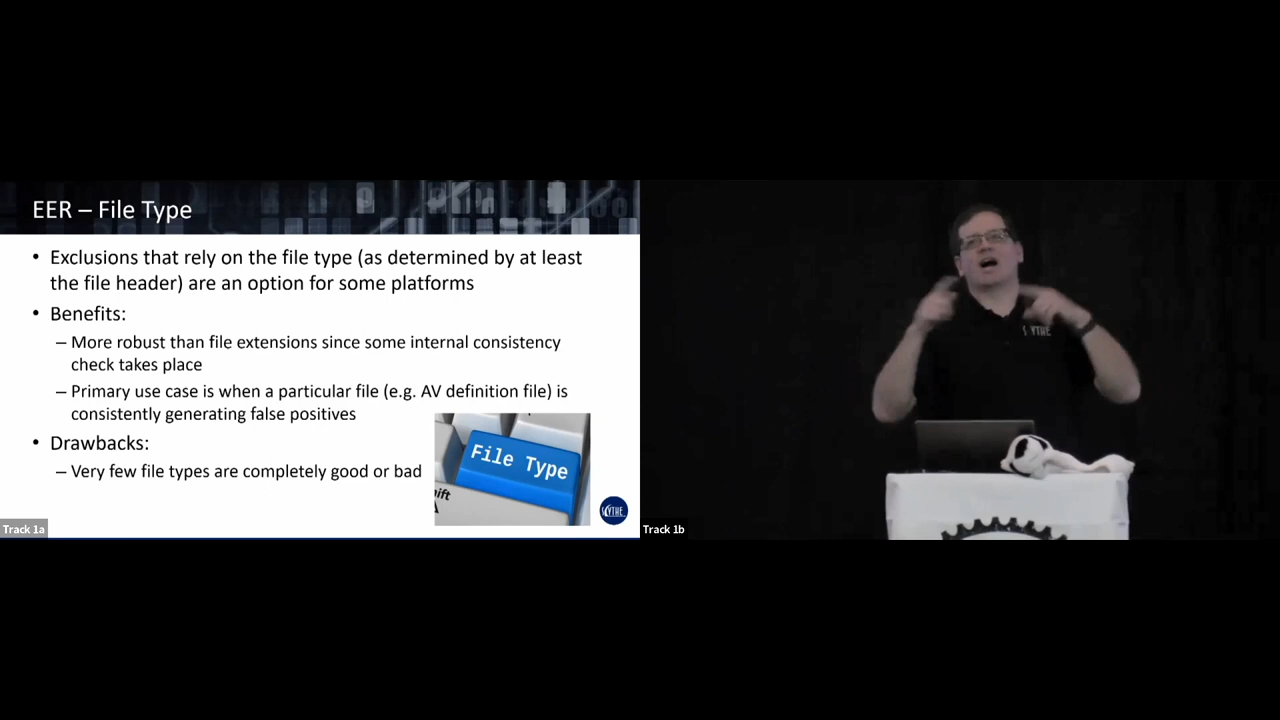 EER – File Type
• Exclusions that rely on the file type (as determined by at least
the file header) are an option for some platforms
• Benefits:
– More robust than file extensions since some internal consistency
check takes place
– Primary use case is when a particular file (e.g. AV definition file) is
consistently generating false positives
• Drawbacks:
– Very few file types are completely good or bad
File Type
SCYTHE
Track 1a
SCYTHE
Track 1b